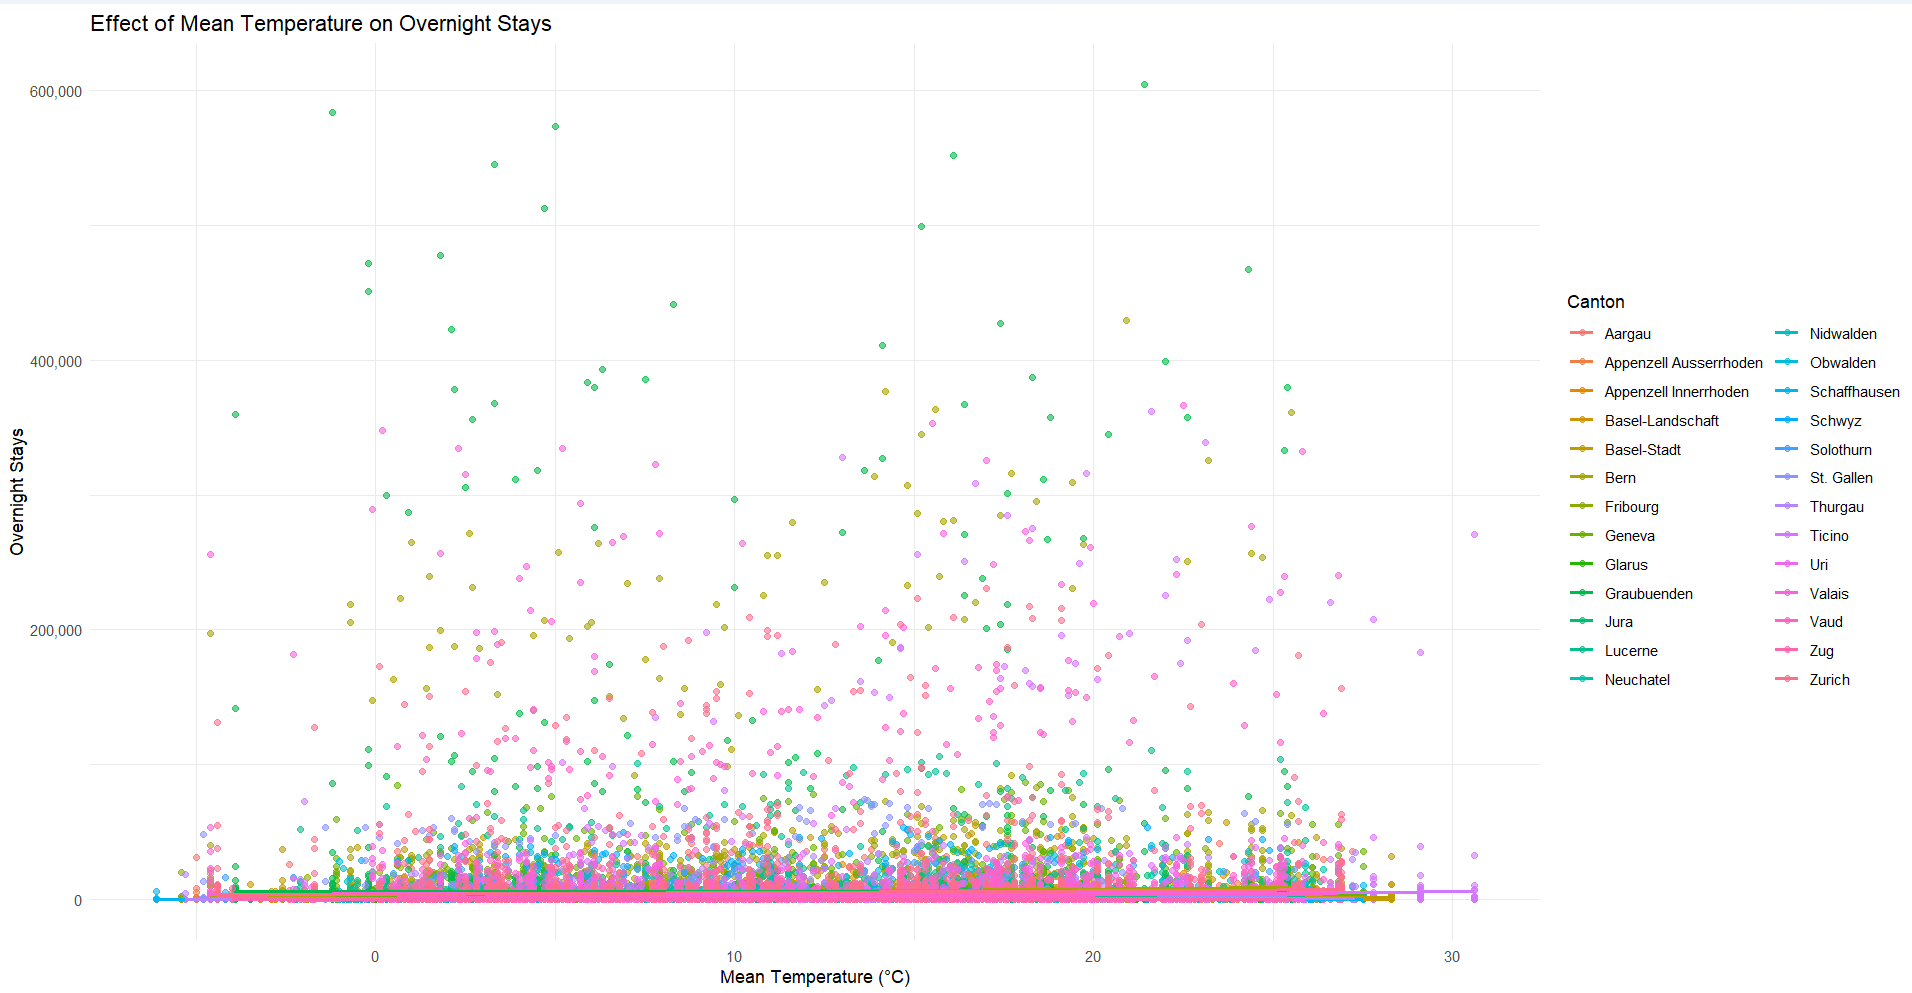 Effect of Mean Temperature on Overnight Stays
600,000
400,000
200,000
0
Overnight Stays
0
10
20
30
Mean Temperature (°C)
Canton
Aargau
Appenzell Ausserrhoden
Appenzell Innerrhoden
Basel-Landschaft
Basel-Stadt
Bern
Fribourg
Geneva
Glarus
Graubuenden
Jura
Lucerne
Neuchatel
Nidwalden
Obwalden
Schaffhausen
Schwyz
Solothurn
St. Gallen
Thurgau
Ticino
Uri
Valais
Vaud
Zug
Zurich